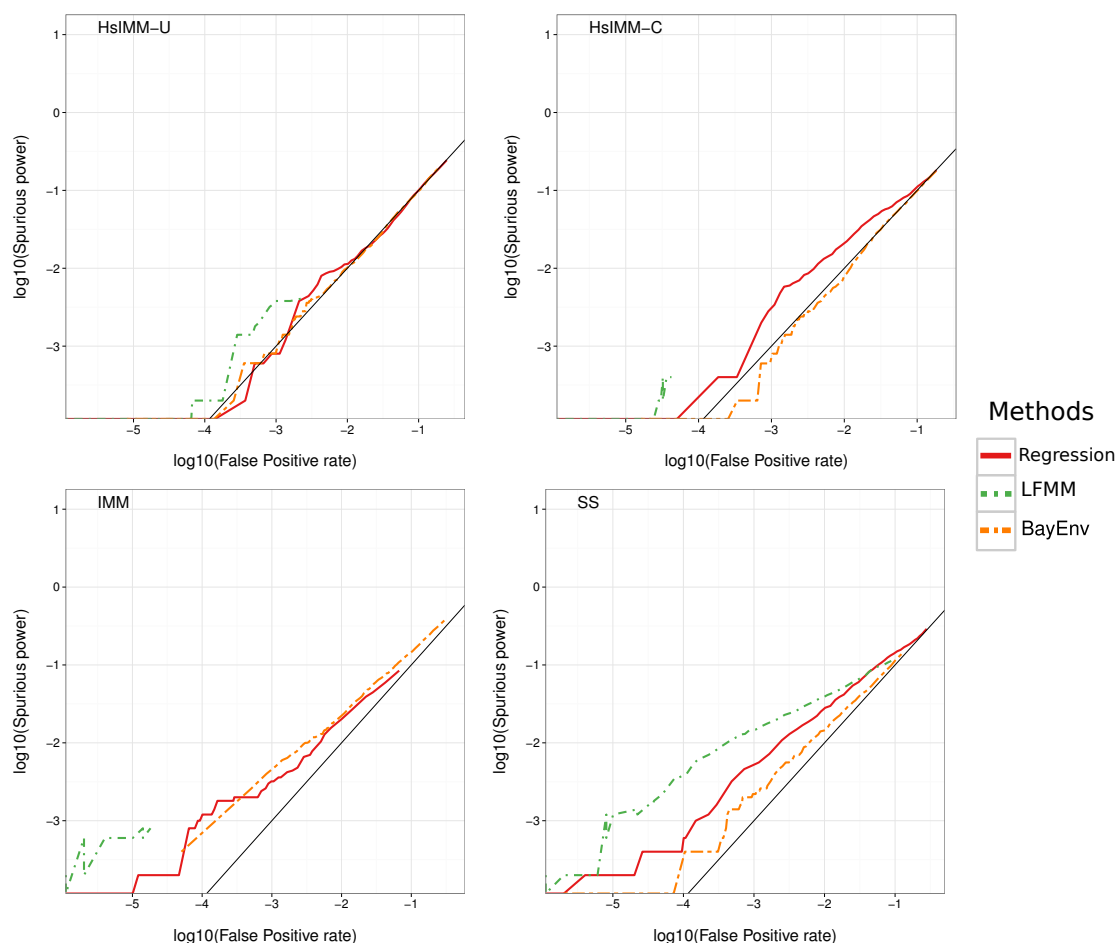 HsIMM-U
1
0
−1
−2
−3
−5
−4
−3
−2
−1
log10(Spurious power)
log10(False Positive rate)
HsIMM-C
1
0
−1
−2
−3
−5
−4
−3
−2
−1
log10(Spurious power)
log10(False Positive rate)
IMM
1
0
−1
−2
−3
−5
−4
−3
−2
−1
log10(Spurious power)
log10(False Positive rate)
SS
1
0
−1
−2
−3
−5
−4
−3
−2
−1
log10(Spurious power)
log10(False Positive rate)
Methods
Regression
LFMM
BayEnv